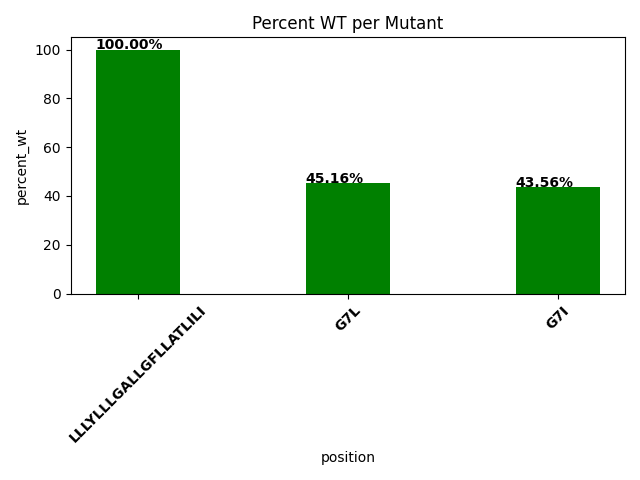 Percent WT per Mutant
percent_wt
100
80
60
40
20
0
100.00%
45.16%
43.56%
LLLYLLLGALLGFLLATLILI
G7L
G7I
position